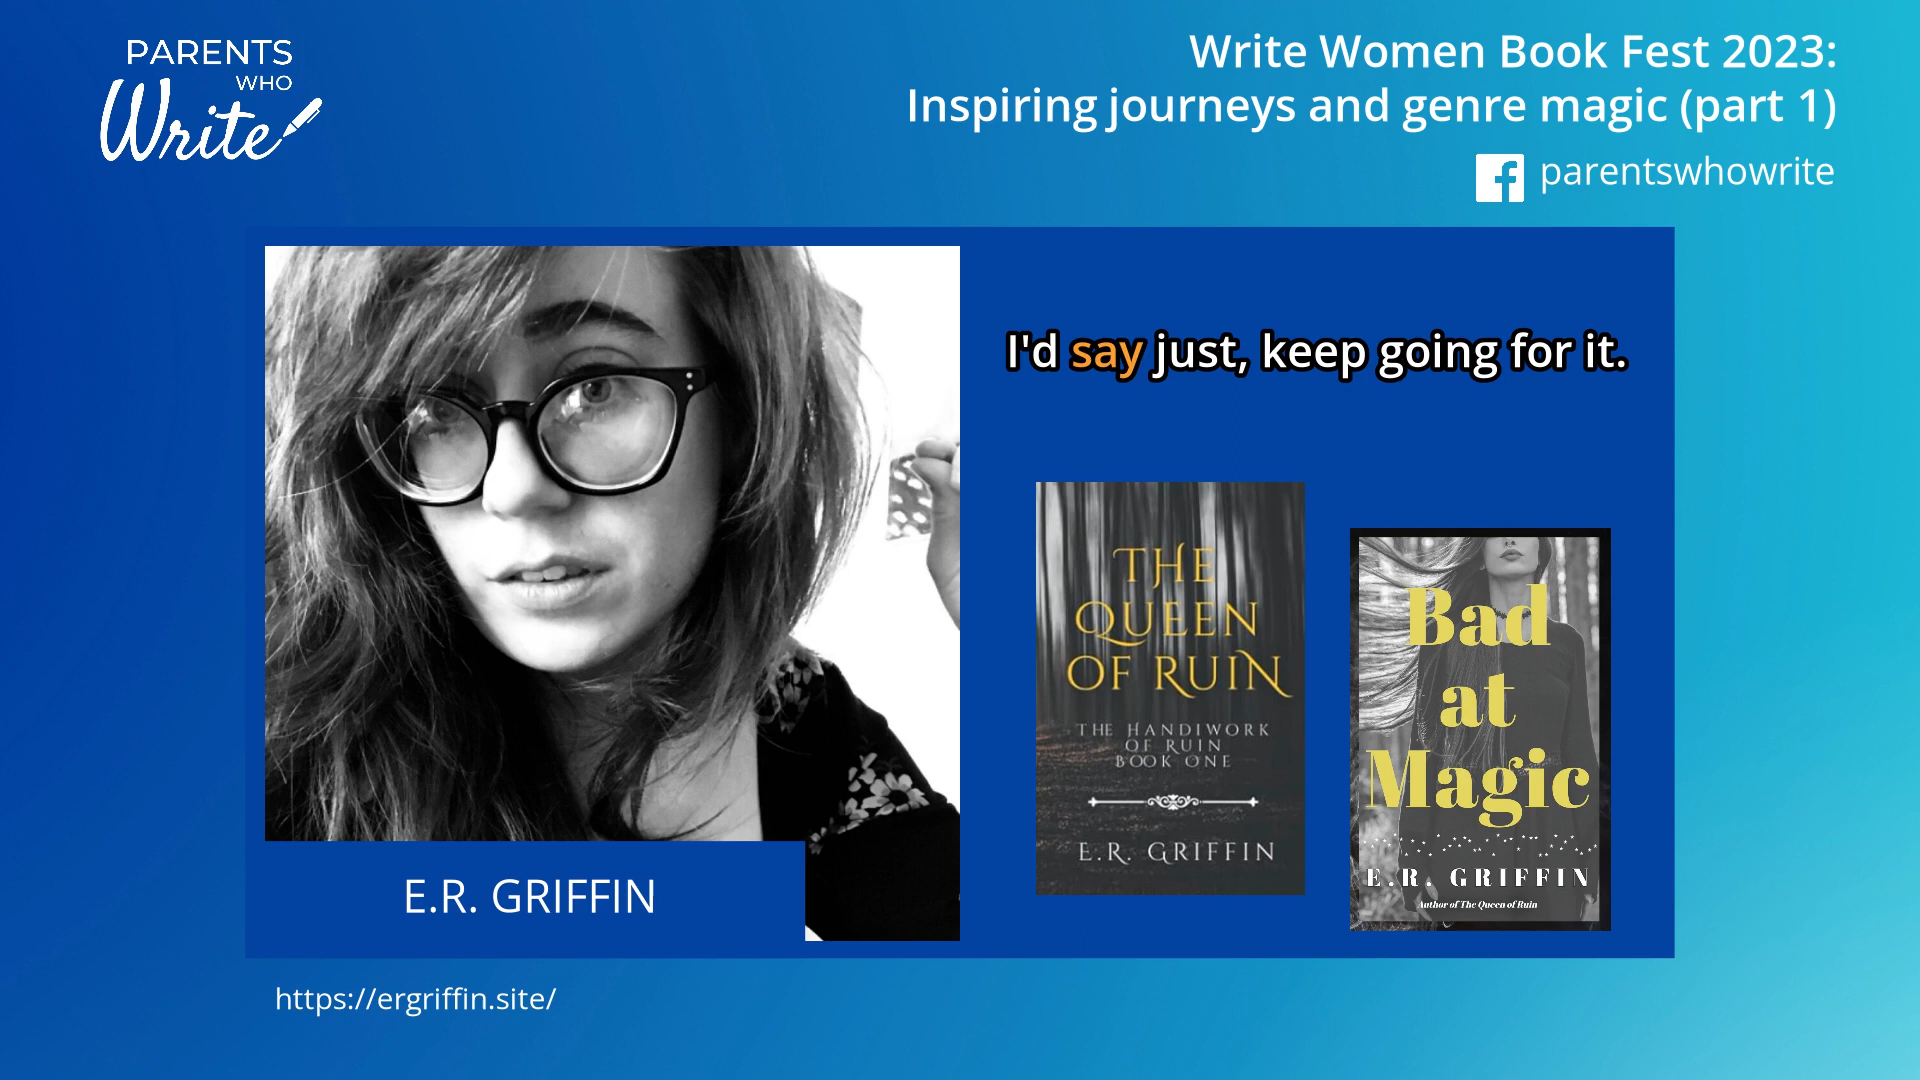 PARENTS
WHO
Write
Write Women Book Fest 2023:
Inspiring journeys and genre magic (part 1)
parentswhowrite
I'd say just, keep going for it.
THE
QUEEN
OF RUIN
THE HANDIWORK
OF RUIN
BOOK ONE
E.R. GRIFFIN
Bad
at
Magic
E.R. GRIFFIN
Author of The Queen of Ruin
E.R. GRIFFIN
https://ergriffin.site/